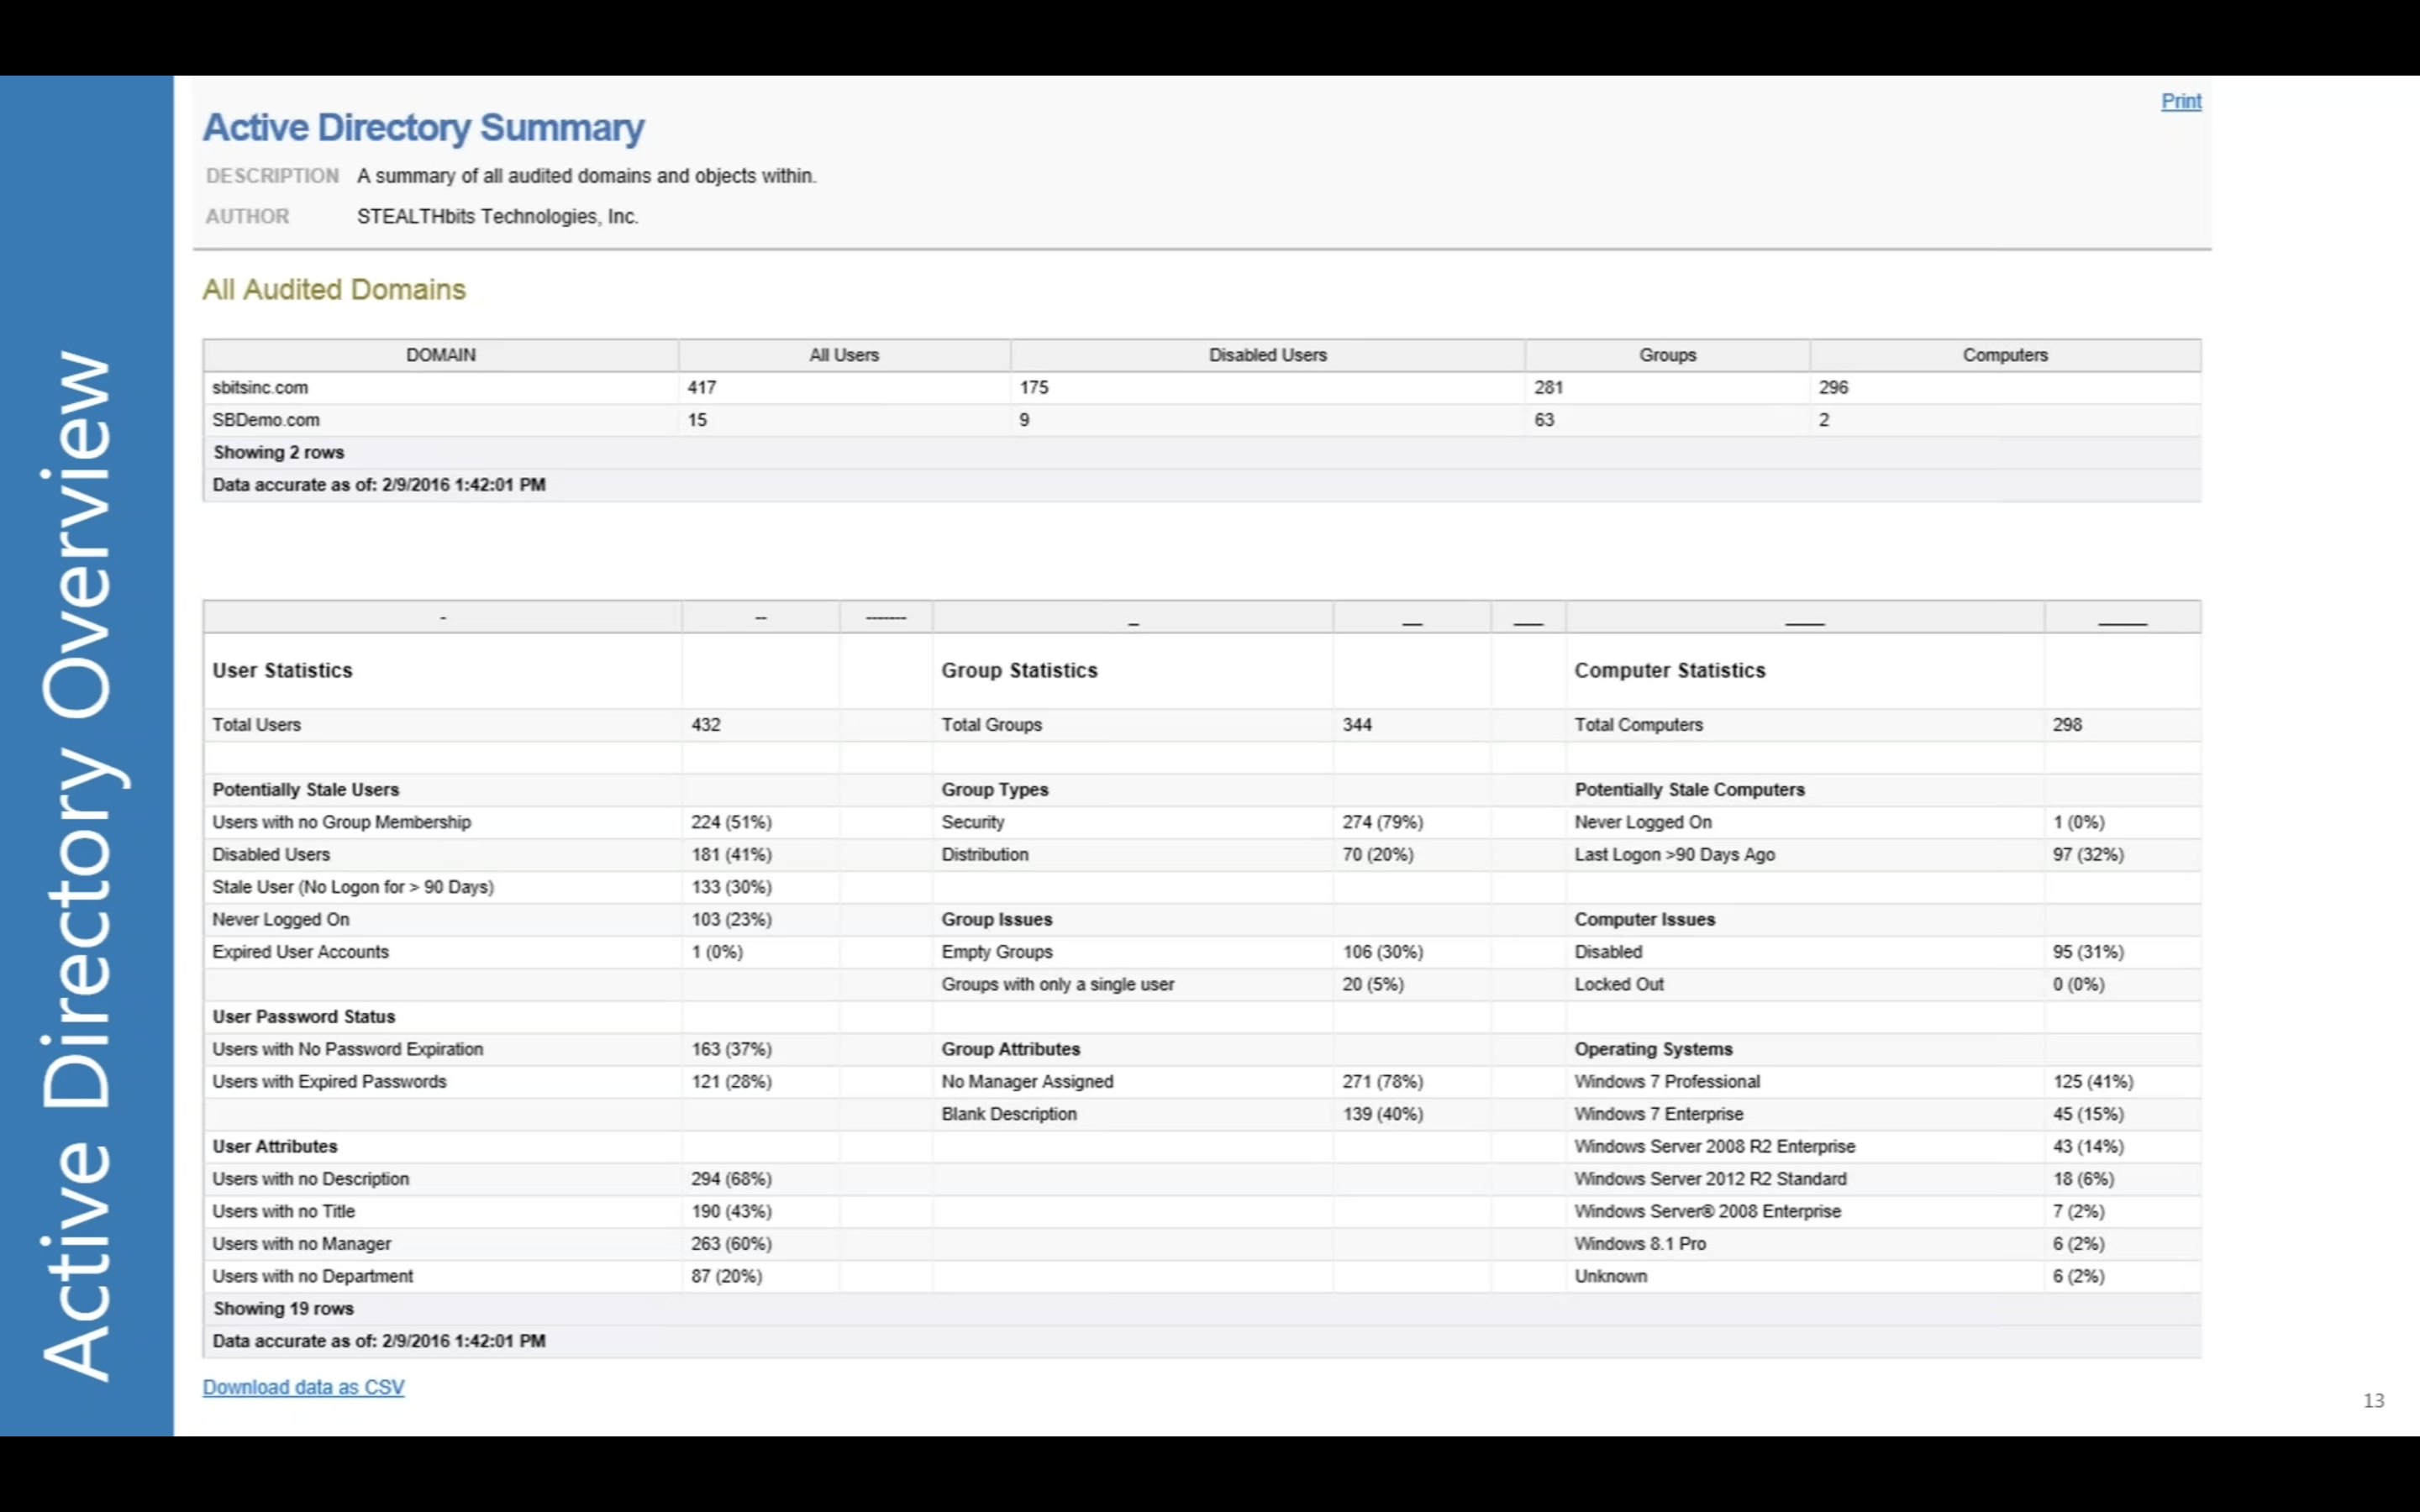 Active Directory Overview
Print
Active Directory Summary
DESCRIPTION A summary of all audited domains and objects within.
AUTHOR STEALTHbits Technologies, Inc.
All Audited Domains
DOMAIN All Users Disabled Users Groups Computers
sbitsinc.com 417 175 281 296
SBDemo.com 15 9 63 2
Showing 2 rows
Data accurate as of: 2/9/2016 1:42:01 PM
- -- ------- _ __ ___ ____ _____
User Statistics Group Statistics Computer Statistics
Total Users 432 Total Groups 344 Total Computers 298
Potentially Stale Users Group Types Potentially Stale Computers
Users with no Group Membership 224 (51%) Security 274 (79%) Never Logged On 1 (0%)
Disabled Users 181 (41%) Distribution 70 (20%) Last Logon >90 Days Ago 97 (32%)
Stale User (No Logon for > 90 Days) 133 (30%)
Never Logged On 103 (23%) Group Issues Computer Issues
Expired User Accounts 1 (0%) Empty Groups 106 (30%) Disabled 95 (31%)
Groups with only a single user 20 (5%) Locked Out 0 (0%)
User Password Status
Users with No Password Expiration 163 (37%) Group Attributes Operating Systems
Users with Expired Passwords 121 (28%) No Manager Assigned 271 (78%) Windows 7 Professional 125 (41%)
Blank Description 139 (40%) Windows 7 Enterprise 45 (15%)
User Attributes Windows Server 2008 R2 Enterprise 43 (14%)
Users with no Description 294 (68%) Windows Server 2012 R2 Standard 18 (6%)
Users with no Title 190 (43%) Windows Server® 2008 Enterprise 7 (2%)
Users with no Manager 263 (60%) Windows 8.1 Pro 6 (2%)
Users with no Department 87 (20%) Unknown 6 (2%)
Showing 19 rows
Data accurate as of: 2/9/2016 1:42:01 PM
Download data as CSV
13